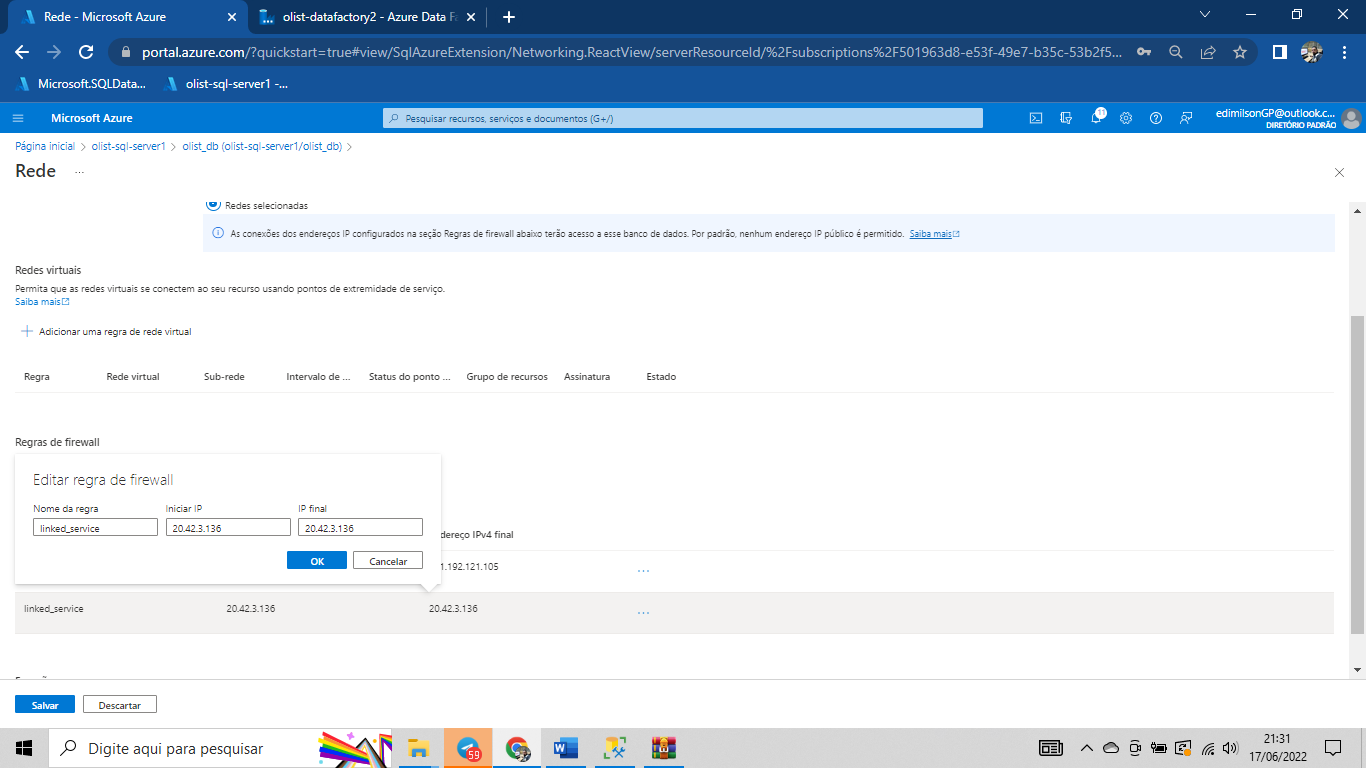 Rede - Microsoft Azure
olist-datafactory2 - Azure Data Fa
portal.azure.com/?quickstart=true#view/SqlAzureExtension/Networking.ReactView/serverResourceId/%2Fsubscriptions%2F501963d8-e53f-49e7-b35c-53b2f5...
Microsoft.SQLData...
olist-sql-server1 -...
Microsoft Azure
Pesquisar recursos, serviços e documentos (G+/)
11
edimilsonGP@outlook.c...
DIRETÓRIO PADRÃO
Página inicial > olist-sql-server1 > olist_db (olist-sql-server1/olist_db) >
Rede ...
Redes selecionadas
As conexões dos endereços IP configurados na seção Regras de firewall abaixo terão acesso a esse banco de dados. Por padrão, nenhum endereço IP público é permitido. Saiba mais
Redes virtuais
Permita que as redes virtuais se conectem ao seu recurso usando pontos de extremidade de serviço.
Saiba mais
Adicionar uma regra de rede virtual
Regra Rede virtual Sub-rede Intervalo de ... Status do ponto ... Grupo de recursos Assinatura Estado
Regras de firewall
Editar regra de firewall
Nome da regra Iniciar IP IP final
linked_service 20.42.3.136 20.42.3.136
dereço IPv4 final
OK Cancelar
1.192.121.105 ...
linked_service 20.42.3.136 20.42.3.136 ...
Salvar Descartar
Digite aqui para pesquisar
59
27
21:31
17/06/2022